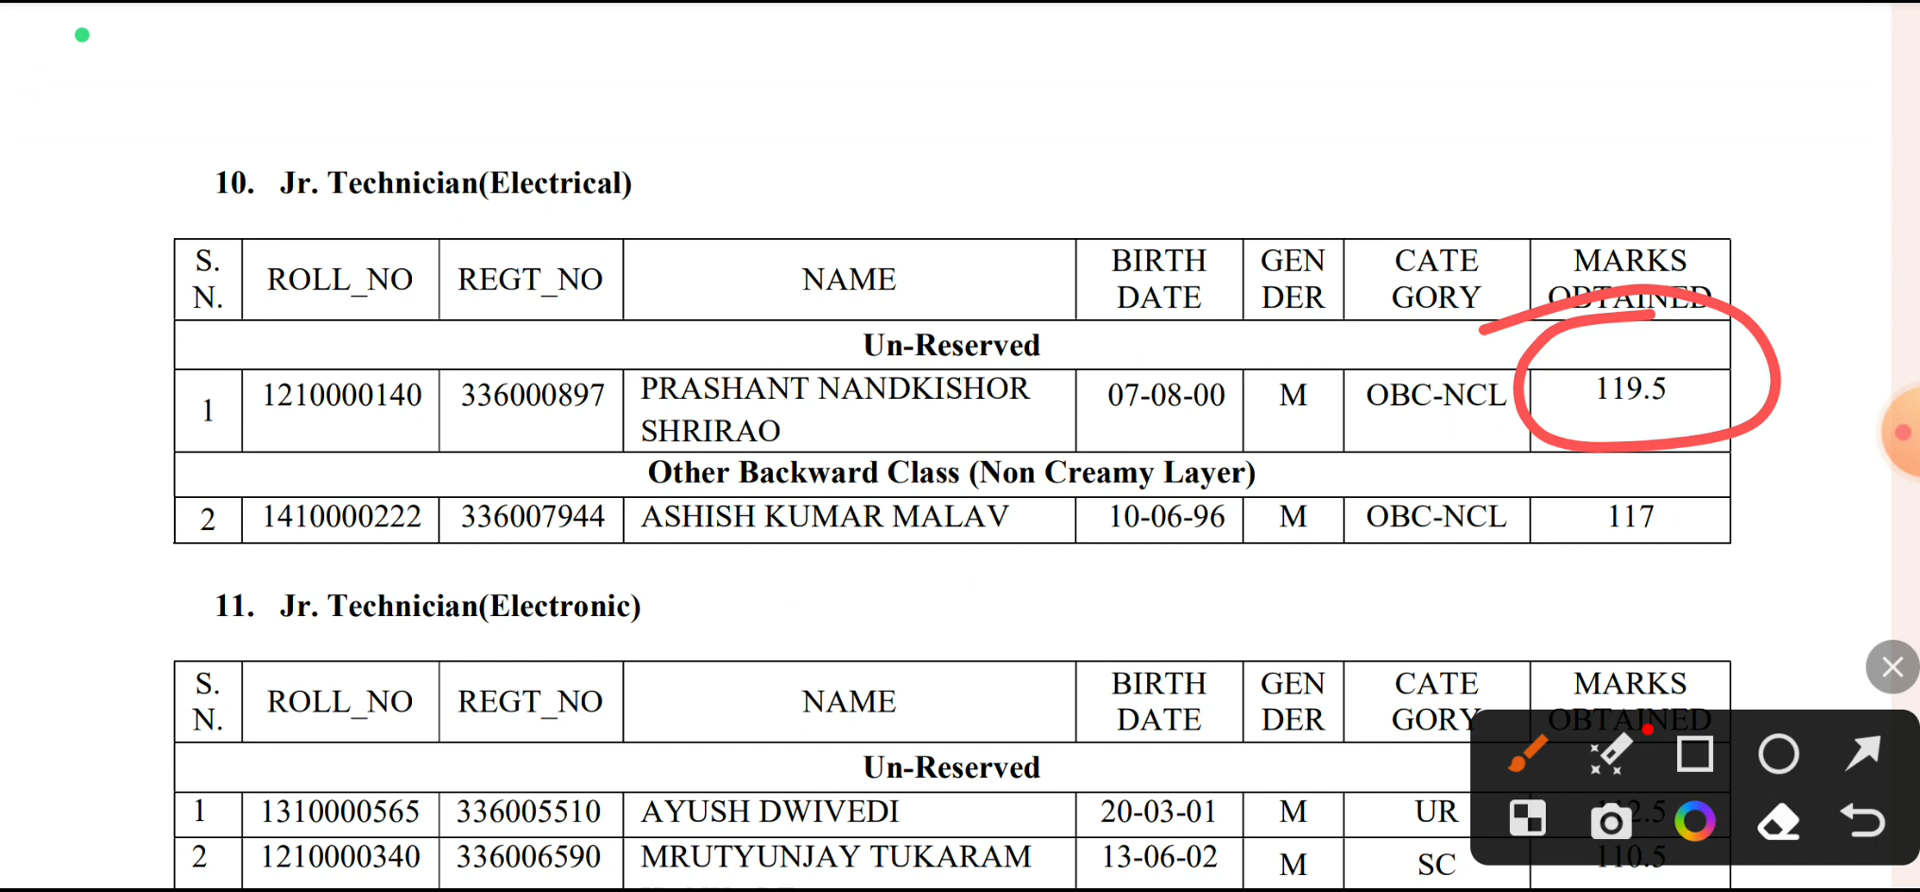 10. Jr. Technician(Electrical)
S. N. ROLL_NO REGT_NO NAME BIRTH DATE GEN DER CATE GORY MARKS OBTAINED
Un-Reserved
1 1210000140 336000897 PRASHANT NANDKISHOR SHRIRAO 07-08-00 M OBC-NCL 119.5
Other Backward Class (Non Creamy Layer)
2 1410000222 336007944 ASHISH KUMAR MALAV 10-06-96 M OBC-NCL 117
11. Jr. Technician(Electronic)
S. N. ROLL_NO REGT_NO NAME BIRTH DATE GEN DER CATE GORY MARKS OBTAINED
Un-Reserved
1 1310000565 336005510 AYUSH DWIVEDI 20-03-01 M UR
2 1210000340 336006590 MRUTYUNJAY TUKARAM 13-06-02 M SC 110.5